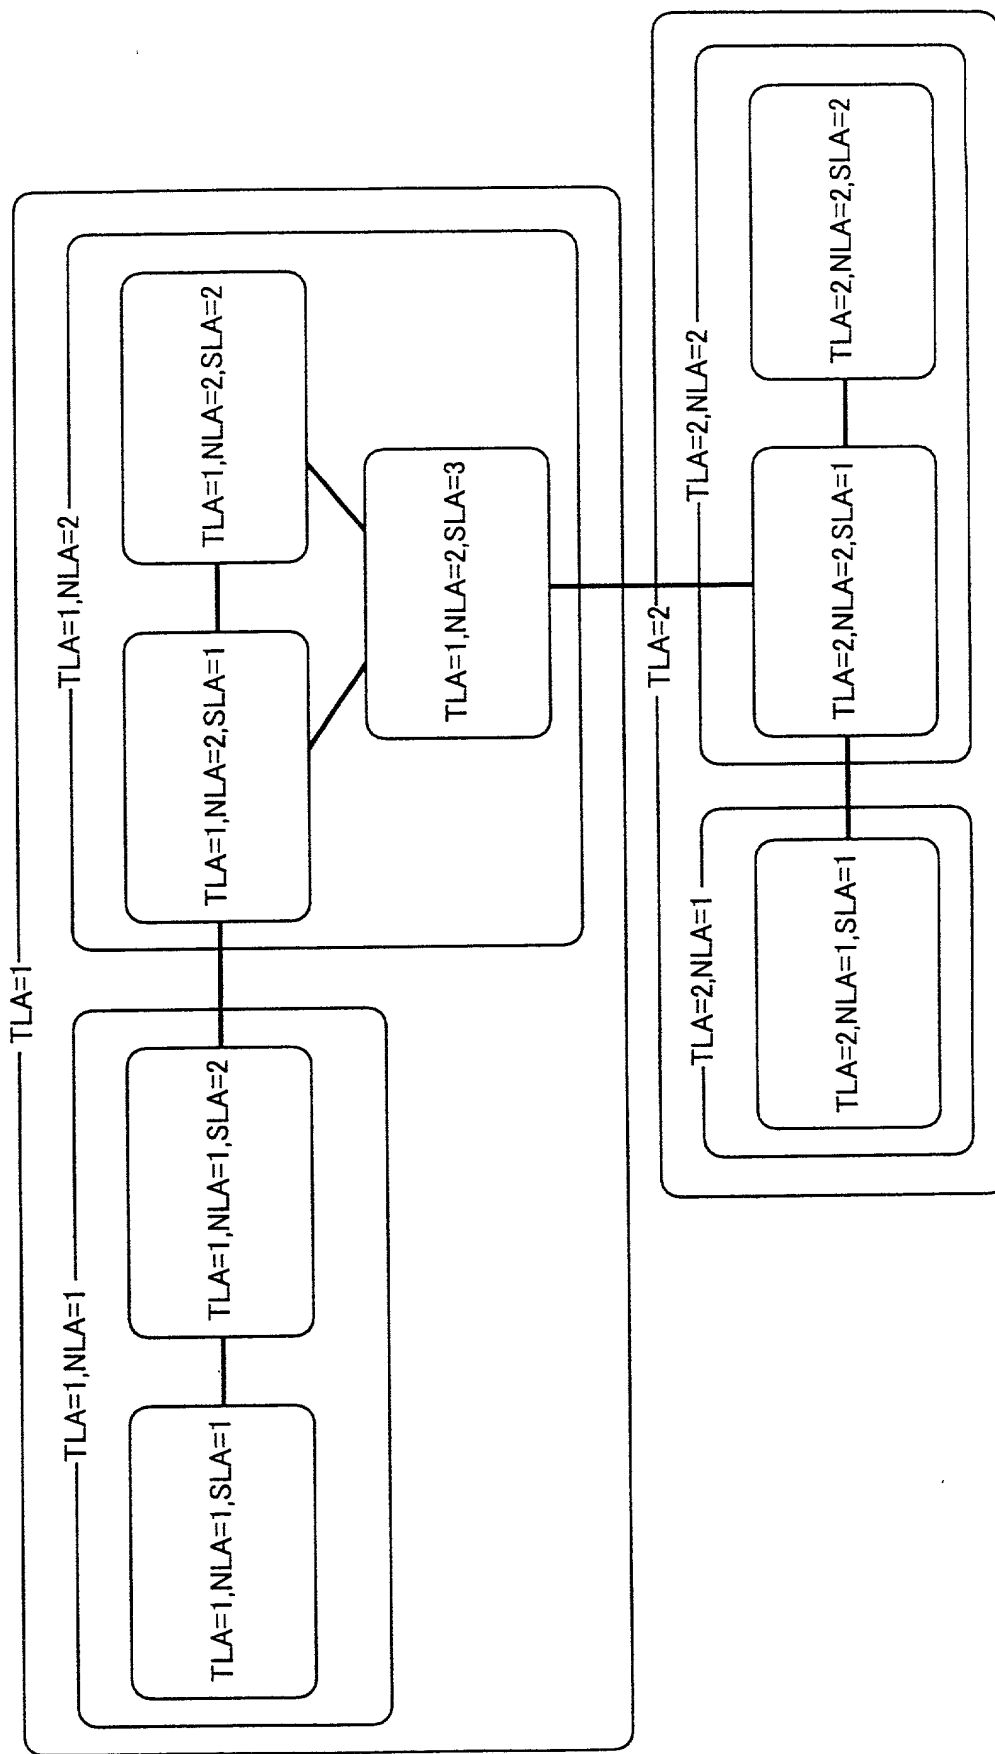 TLA=1
TLA=1,NLA=1
TLA=1,NLA=2
TLA=1,NLA=1,SLA=1
TLA=1,NLA=1,SLA=2
TLA=1,NLA=2,SLA=1
TLA=1,NLA=2,SLA=2
TLA=1,NLA=2,SLA=3
TLA=2
TLA=2,NLA=1
TLA=2,NLA=2
TLA=2,NLA=1,SLA=1
TLA=2,NLA=2,SLA=1
TLA=2,NLA=2,SLA=2